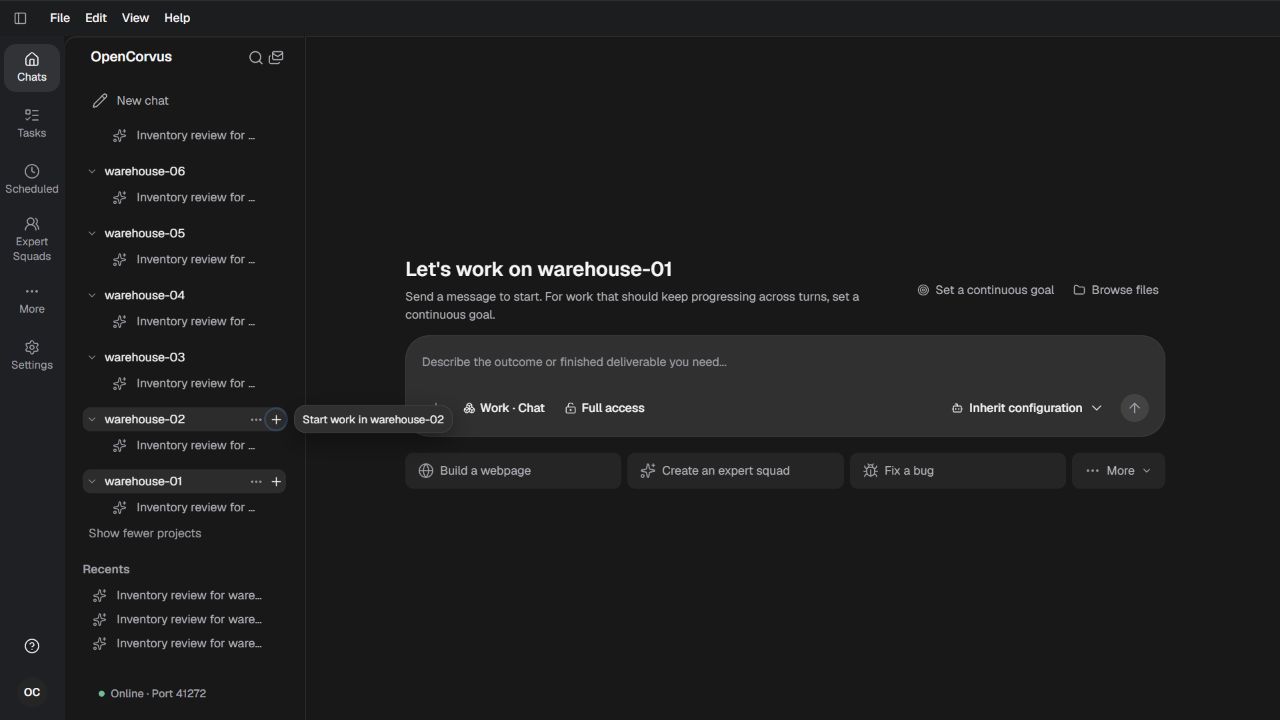 File Edit View Help
Chats
Tasks
Scheduled
Expert
Squads
More
Settings
OC
OpenCorvus
New chat
Inventory review for ...
warehouse-06
Inventory review for ...
warehouse-05
Inventory review for ...
warehouse-04
Inventory review for ...
warehouse-03
Inventory review for ...
warehouse-02
Inventory review for ...
warehouse-01
Inventory review for ...
Show fewer projects
Recents
Inventory review for ware...
Inventory review for ware...
Inventory review for ware...
Online · Port 41272
Start work in warehouse-02
Let's work on warehouse-01
Send a message to start. For work that should keep progressing across turns, set a
continuous goal.
Set a continuous goal
Browse files
Describe the outcome or finished deliverable you need...
Work · Chat
Full access
Inherit configuration
Build a webpage
Create an expert squad
Fix a bug
More